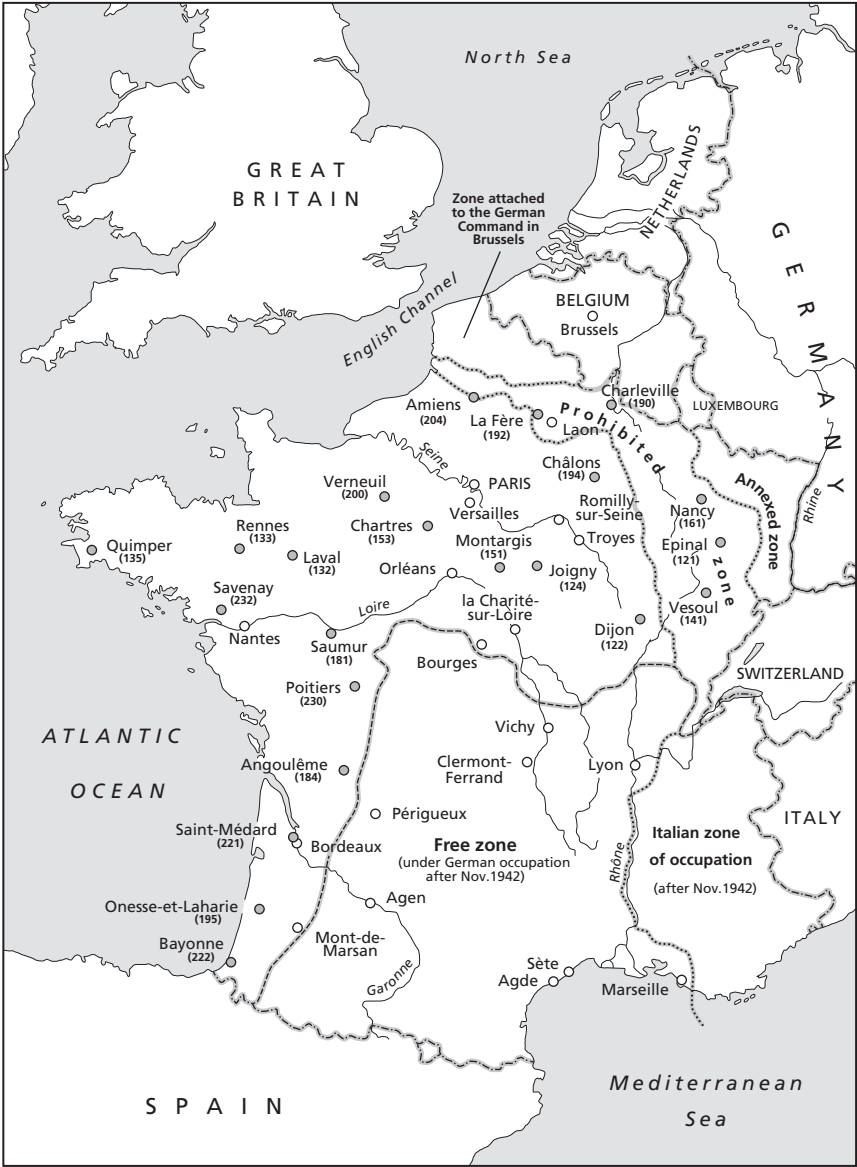 North Sea
GREAT
BRITAIN
NETHERLANDS
Zone attached
to the German
Command in
Brussels
GERMANY
English Channel
BELGIUM
Brussels
Charleville
(190)
LUXEMBOURG
Amiens
(204)
La Fère
(192)
Laon
Prohibited
zone
Seine
Châlons
(194)
Annexed zone
Rhine
Verneuil
(200)
PARIS
Versailles
Romilly-
sur-Seine
Nancy
(161)
Chartres
(153)
Rennes
(133)
Quimper
(135)
Laval
(132)
Montargis
(151)
Troyes
Epinal
(121)
Orléans
Joigny
(124)
Savenay
(232)
Loire
la Charité-
sur-Loire
Vesoul
(141)
Nantes
Saumur
(181)
Dijon
(122)
Bourges
SWITZERLAND
Poitiers
(230)
ATLANTIC
OCEAN
Vichy
Angoulême
(184)
Clermont-
Ferrand
Lyon
Périgueux
ITALY
Saint-Médard
(221)
Bordeaux
Free zone
(under German occupation
after Nov.1942)
Rhône
Italian zone
of occupation
(after Nov.1942)
Onesse-et-Laharie
(195)
Agen
Mont-de-
Marsan
Bayonne
(222)
Garonne
Sète
Agde
Marseille
SPAIN
Mediterranean
Sea